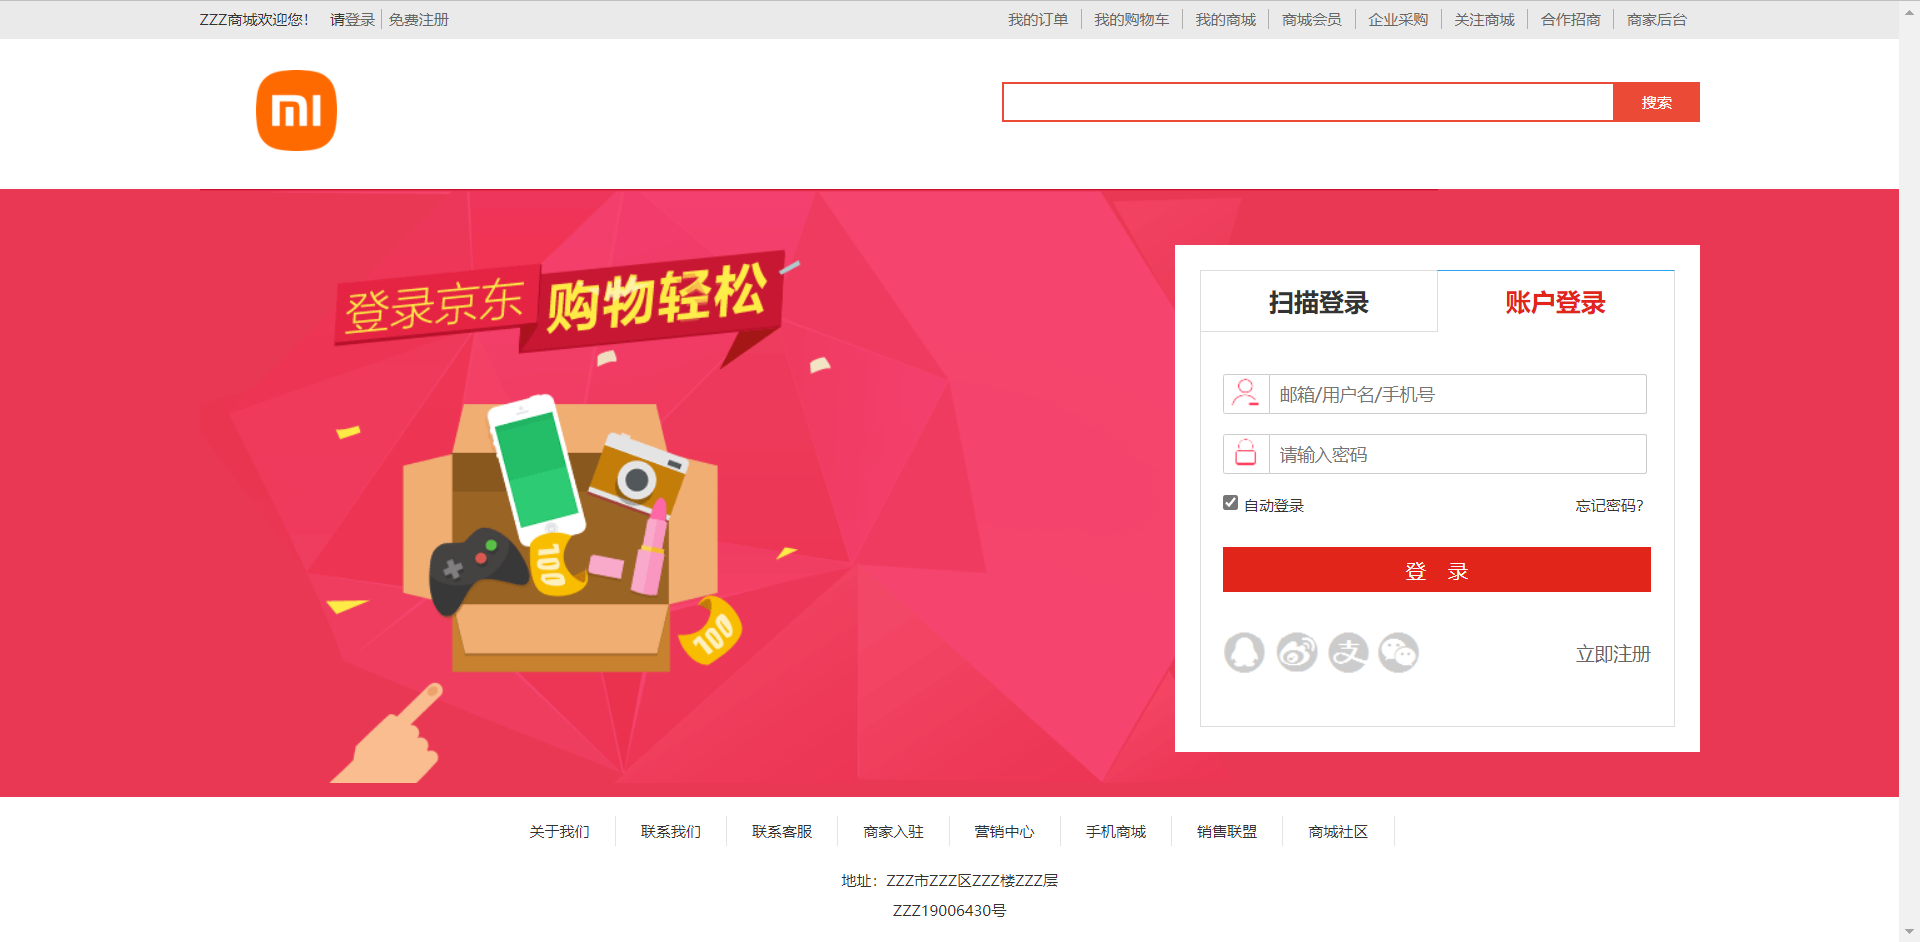 ZZZ商城欢迎您! 请登录 免费注册 我的订单 我的购物车 我的商城 商城会员 企业采购 关注商城 合作招商 商家后台
搜索
登录京东 购物轻松
扫描登录 账户登录
邮箱/用户名/手机号
请输入密码
自动登录 忘记密码?
登 录
100
100
立即注册
关于我们 联系我们 联系客服 商家入驻 营销中心 手机商城 销售联盟 商城社区
地址：ZZZ市ZZZ区ZZZ楼ZZZ层
ZZZ19006430号